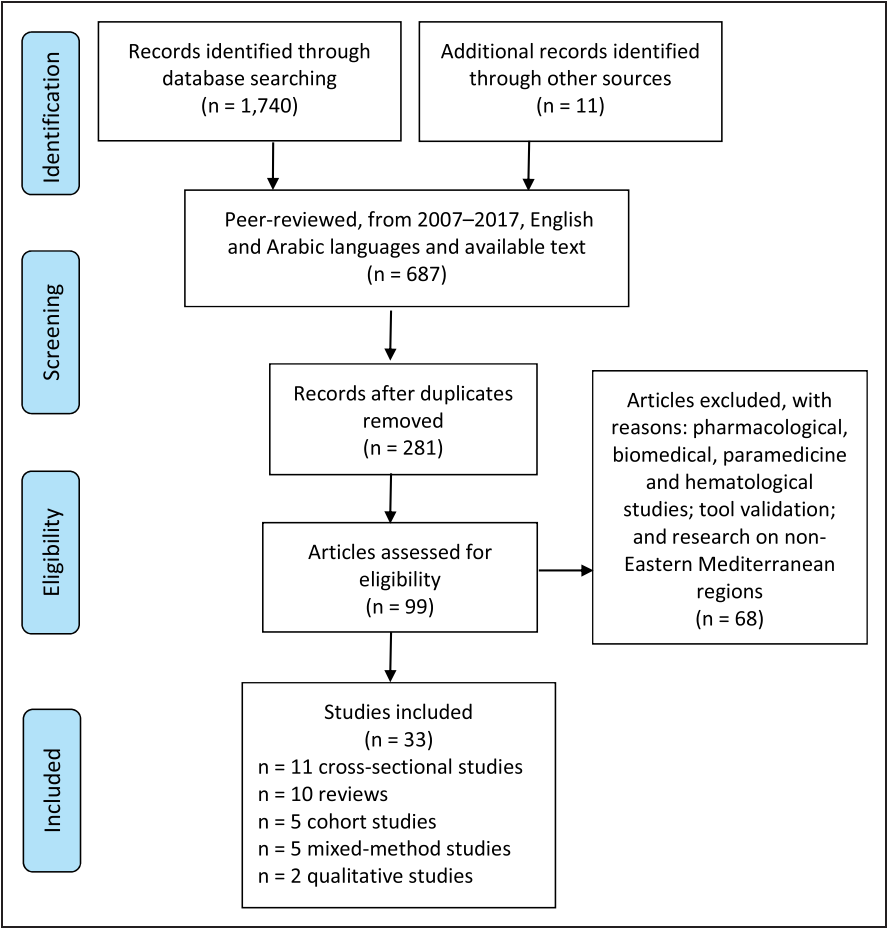 Identification
Records identified through
database searching
(n = 1,740)
Additional records identified
through other sources
(n = 11)
Peer-reviewed, from 2007–2017, English
and Arabic languages and available text
(n = 687)
Screening
Records after duplicates
removed
(n = 281)
Eligibility
Articles assessed for
eligibility
(n = 99)
Articles excluded, with
reasons: pharmacological,
biomedical, paramedicine
and hematological
studies; tool validation;
and research on non-
Eastern Mediterranean
regions
(n = 68)
Included
Studies included
(n = 33)
n = 11 cross-sectional studies
n = 10 reviews
n = 5 cohort studies
n = 5 mixed-method studies
n = 2 qualitative studies